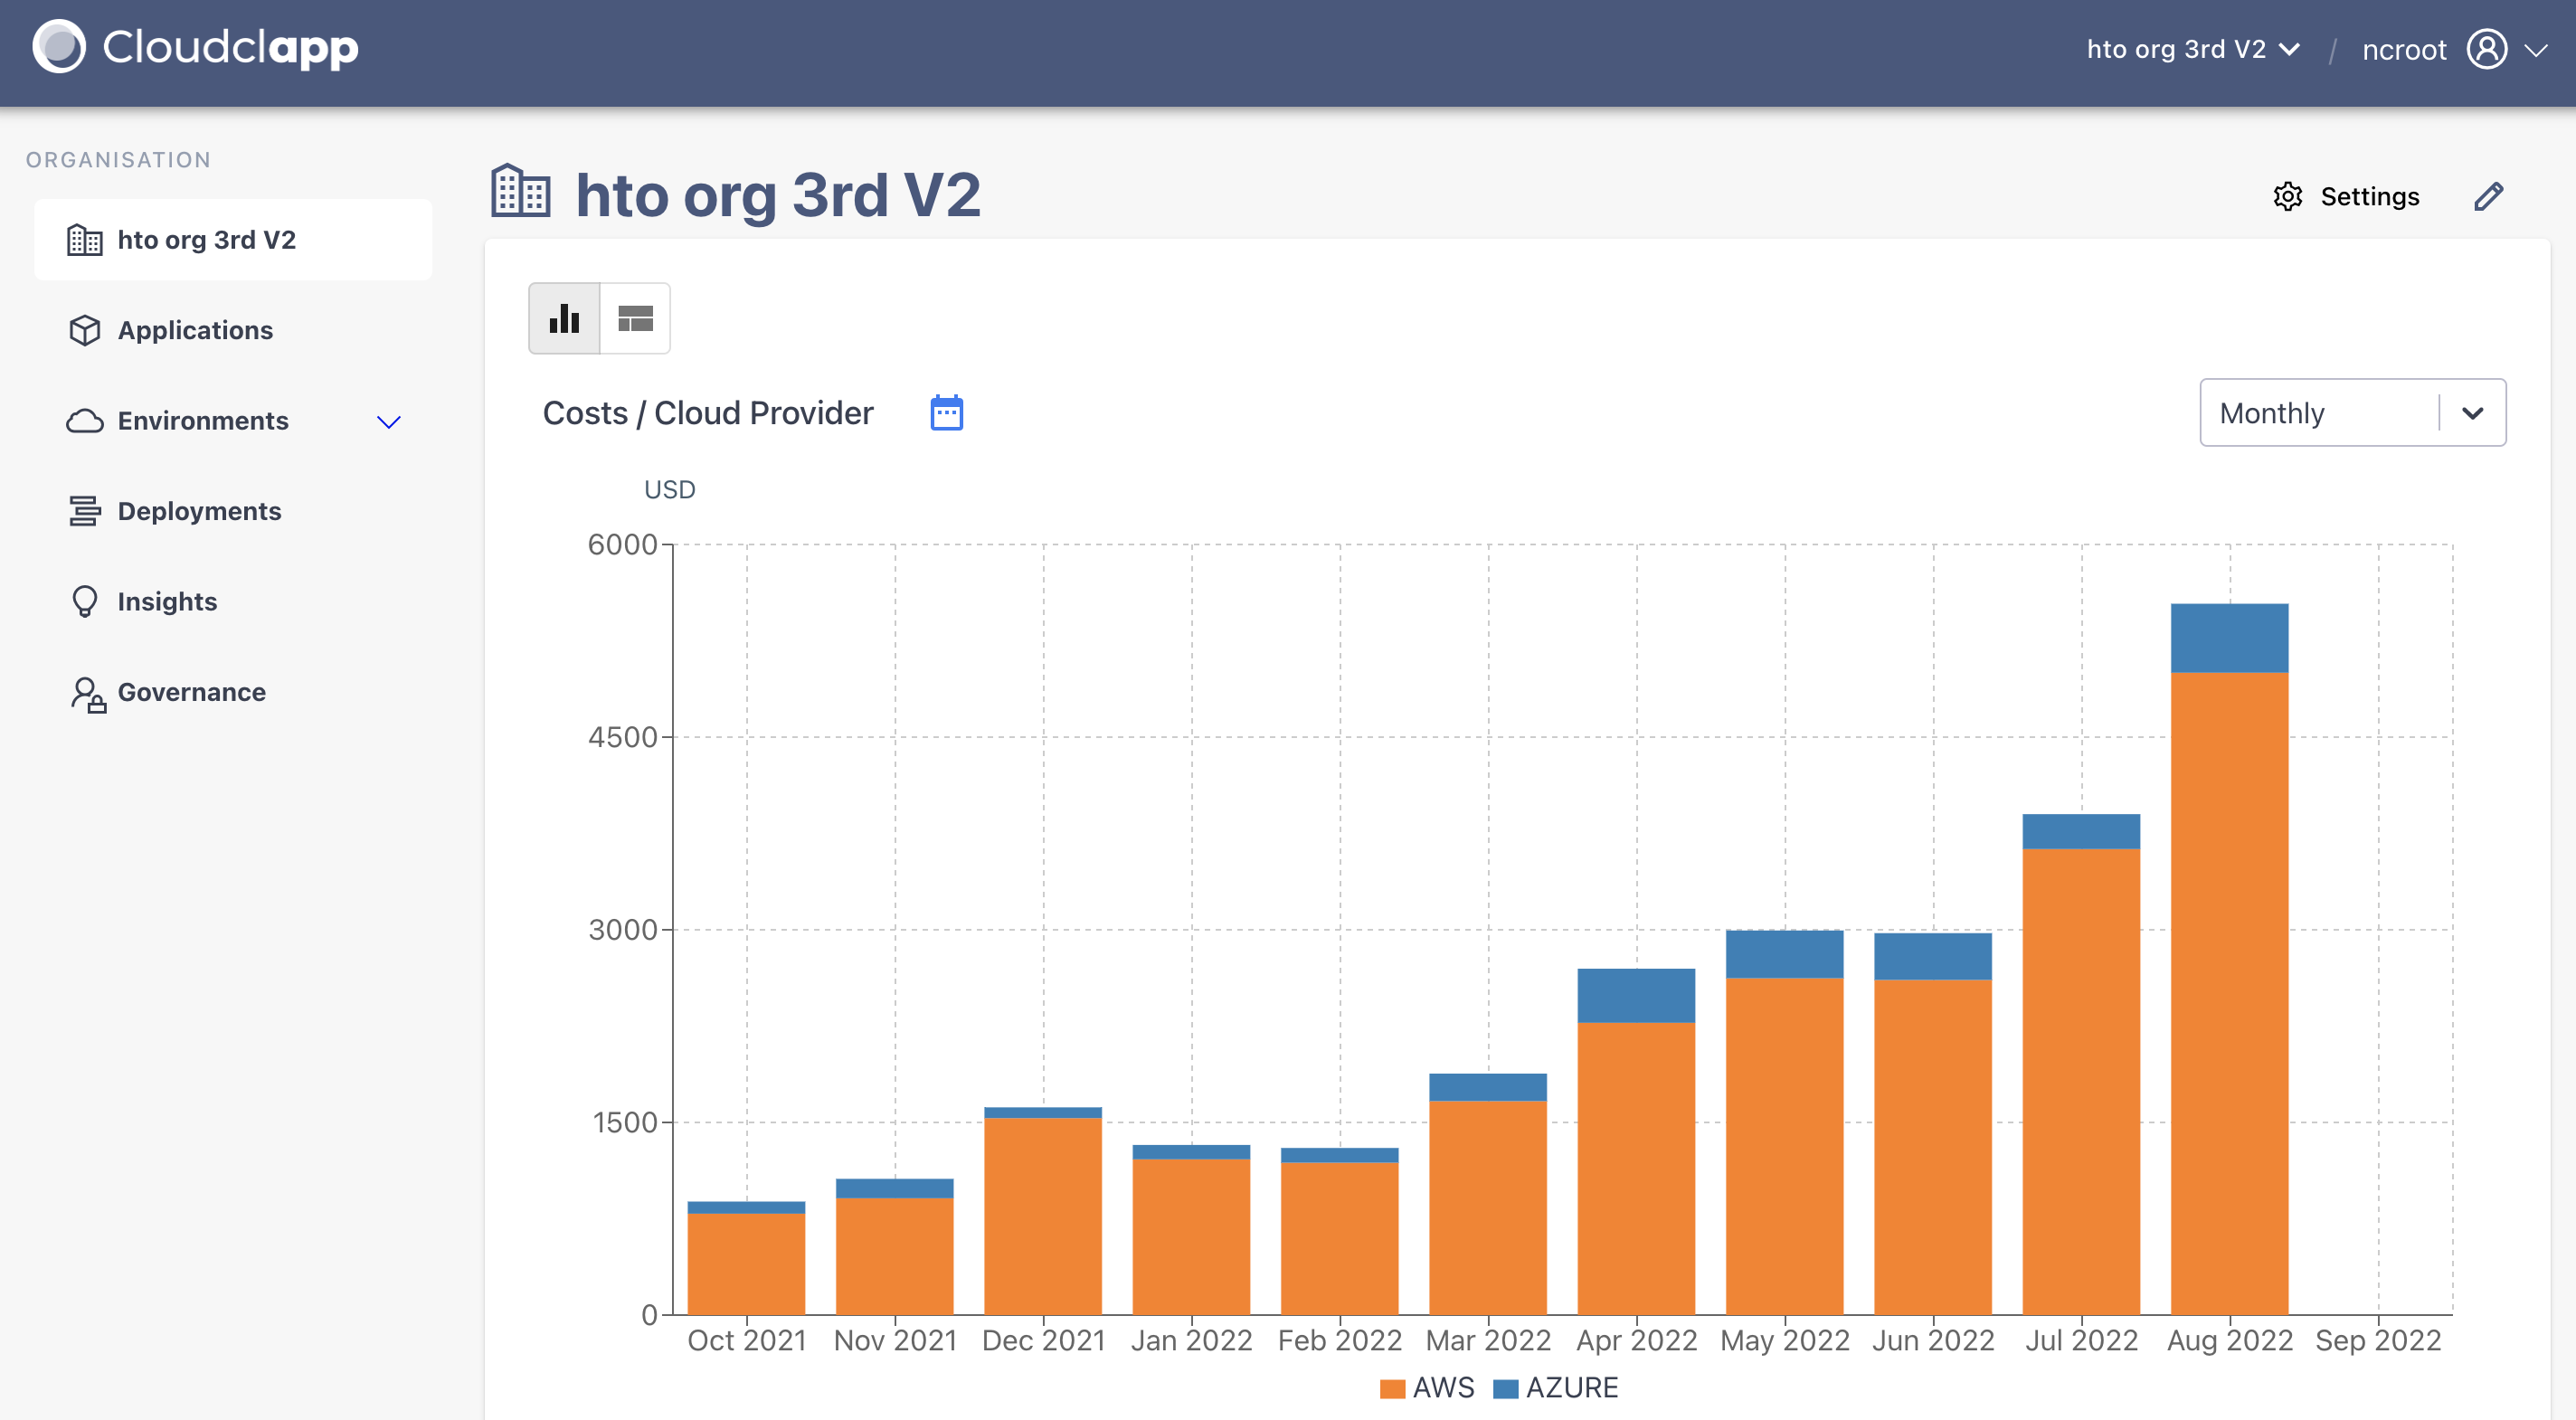 Cloudclapp
hto org 3rd V2 / ncroot
ORGANISATION
hto org 3rd V2
Applications
Environments
Deployments
Insights
Governance
hto org 3rd V2
Settings
Costs / Cloud Provider
Monthly
USD
6000
4500
3000
1500
0
Oct 2021 Nov 2021 Dec 2021 Jan 2022 Feb 2022 Mar 2022 Apr 2022 May 2022 Jun 2022 Jul 2022 Aug 2022 Sep 2022
AWS AZURE